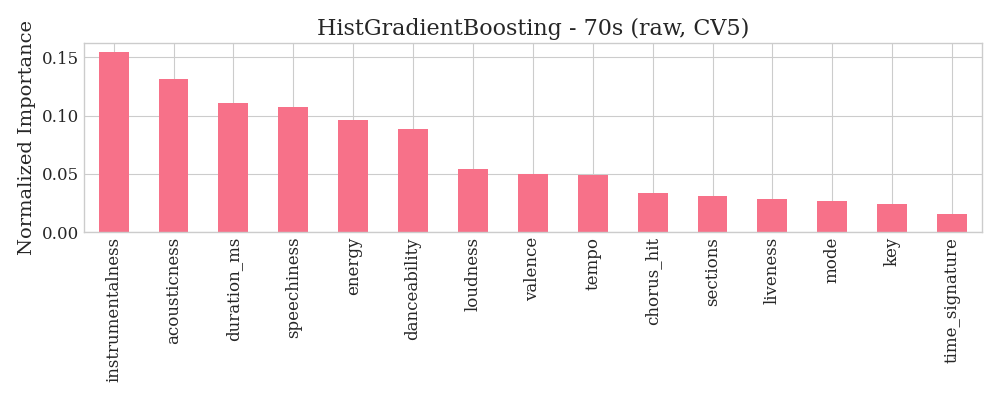 HistGradientBoosting - 70s (raw, CV5)
Normalized Importance
0.15
0.10
0.05
0.00
instrumentalness
acousticness
duration_ms
speechiness
energy
danceability
loudness
valence
tempo
chorus_hit
sections
liveness
mode
key
time_signature